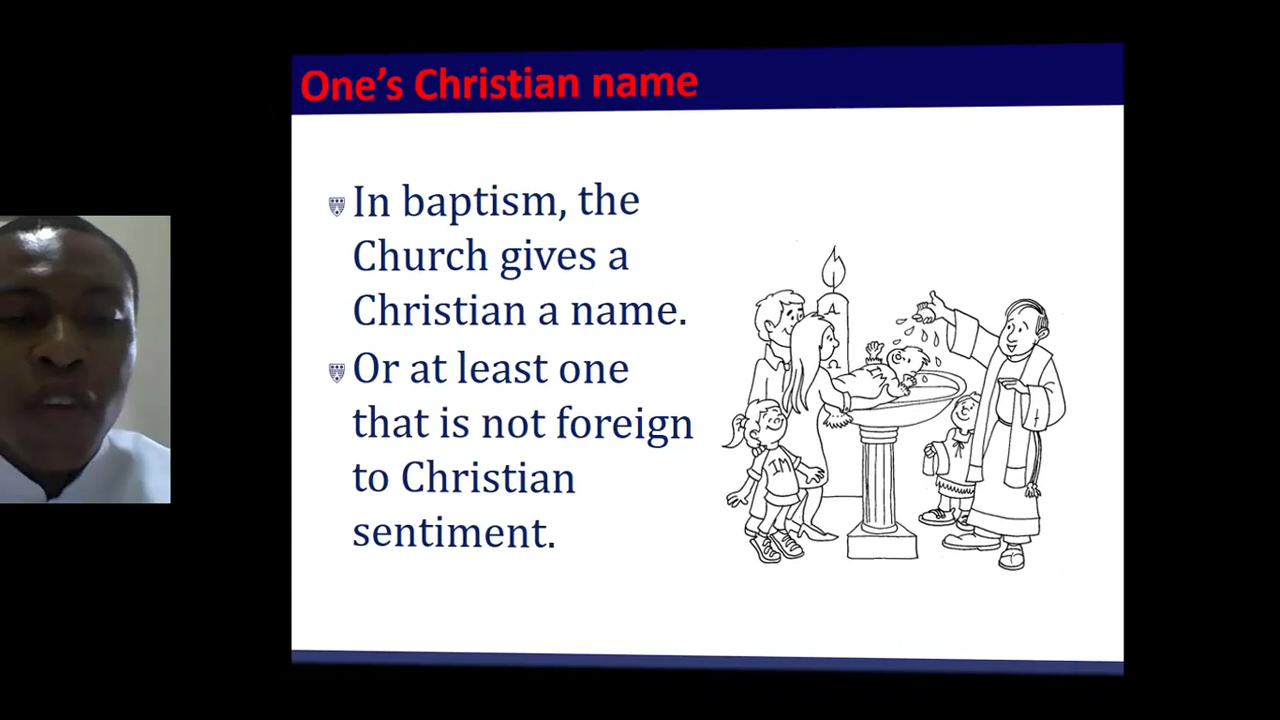 One's Christian name
In baptism, the
Church gives a
Christian a name.
Or at least one
that is not foreign
to Christian
sentiment.